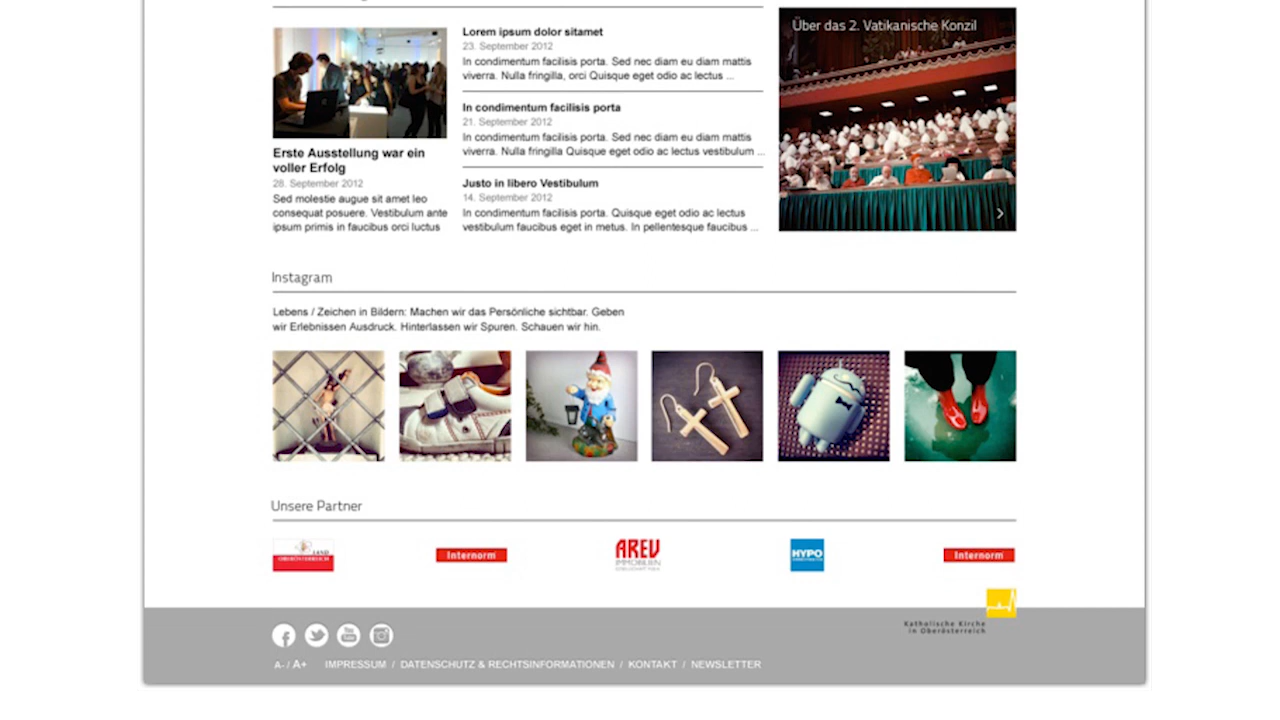 Erste Ausstellung war ein
voller Erfolg
28. September 2012
Sed molestie augue sit amet leo
consequat posuere. Vestibulum ante
ipsum primis in faucibus orci luctus
Lorem ipsum dolor sitamet
23. September 2012
In condimentum facilisis porta. Sed nec diam eu diam mattis
viverra. Nulla fringilla, orci Quisque eget odio ac lectus ...
In condimentum facilisis porta
21. September 2012
In condimentum facilisis porta. Sed nec diam eu diam mattis
viverra. Nulla fringilla Quisque eget odio ac lectus vestibulum ...
Justo in libero Vestibulum
14. September 2012
In condimentum facilisis porta. Quisque eget odio ac lectus
vestibulum faucibus eget in metus. In pellentesque faucibus ...
Über das 2. Vatikanische Konzil
Instagram
Lebens / Zeichen in Bildern: Machen wir das Persönliche sichtbar. Geben
wir Erlebnissen Ausdruck. Hinterlassen wir Spuren. Schauen wir hin.
Unsere Partner
LAND
OBERÖSTERREICH
Internorm
AREV
IMMOBILIEN
HYPO
Internorm
Katholische Kirche
in Oberösterreich
You
Tube
A- / A+ IMPRESSUM / DATENSCHUTZ & RECHTSINFORMATIONEN / KONTAKT / NEWSLETTER